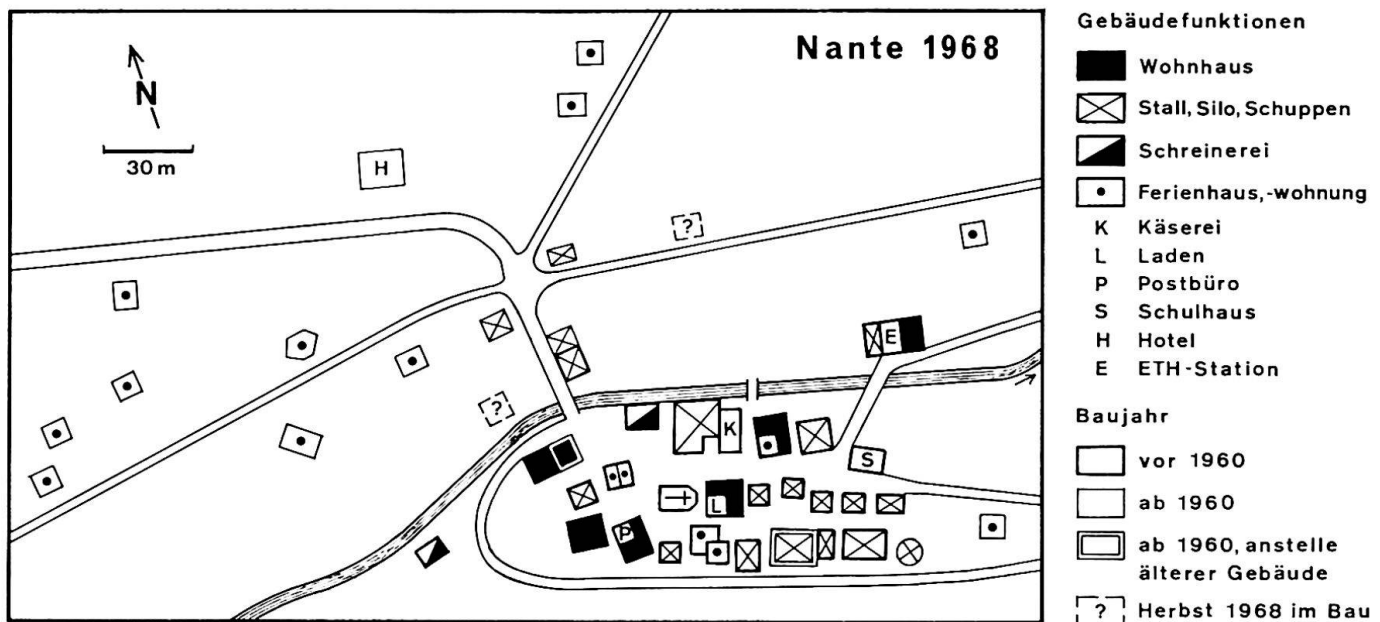 Nante 1968
N
30 m
H
?
E
?
K
S
L
P
Gebäudefunktionen
Wohnhaus
Stall, Silo, Schuppen
Schreinerei
Ferienhaus,-wohnung
K Käserei
L Laden
P Postbüro
S Schulhaus
H Hotel
E ETH-Station
Baujahr
vor 1960
ab 1960
ab 1960, anstelle
älterer Gebäude
? Herbst 1968 im Bau